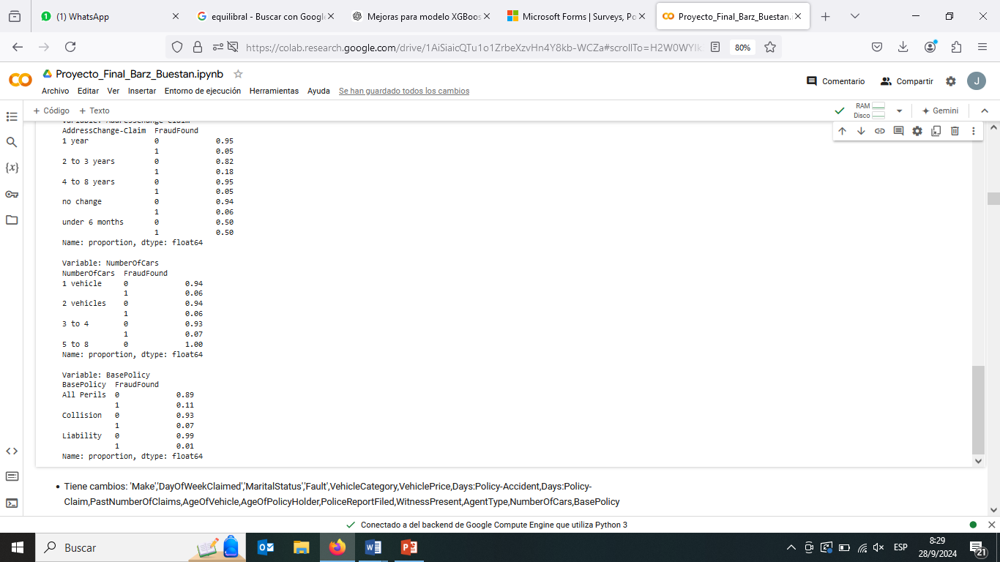 (1) WhatsApp
equilibral - Buscar con Google
Mejoras para modelo XGBoos
Microsoft Forms | Surveys, Po
Proyecto_Final_Barz_Buestan.i
https://colab.research.google.com/drive/1AiSiaicQTu1o1ZrbeXzvHn4Y8kb-WCZa#scrollTo=H2W0WYIk
80%
Proyecto_Final_Barz_Buestan.ipynb
Comentario
Compartir
J
Archivo Editar Ver Insertar Entorno de ejecución Herramientas Ayuda Se han guardado todos los cambios
+ Código + Texto
RAM
Disco
Gemini
Variable: AddressChange-Claim
AddressChange-Claim FraudFound
1 year 0 0.95
1 0.05
2 to 3 years 0 0.82
1 0.18
4 to 8 years 0 0.95
1 0.05
no change 0 0.94
1 0.06
under 6 months 0 0.50
1 0.50
Name: proportion, dtype: float64
Variable: NumberOfCars
NumberOfCars FraudFound
1 vehicle 0 0.94
1 0.06
2 vehicles 0 0.94
1 0.06
3 to 4 0 0.93
1 0.07
5 to 8 0 1.00
Name: proportion, dtype: float64
Variable: BasePolicy
BasePolicy FraudFound
All Perils 0 0.89
1 0.11
Collision 0 0.93
1 0.07
Liability 0 0.99
1 0.01
Name: proportion, dtype: float64
• Tiene cambios: 'Make','DayOfWeekClaimed','MaritalStatus','Fault',VehicleCategory,VehiclePrice,Days:Policy-Accident,Days:Policy-
Claim,PastNumberOfClaims,AgeOfVehicle,AgeOfPolicyHolder,PoliceReportFiled,WitnessPresent,AgentType,NumberOfCars,BasePolicy
Conectado a del backend de Google Compute Engine que utiliza Python 3
Buscar
ESP
8:29
28/9/2024
21